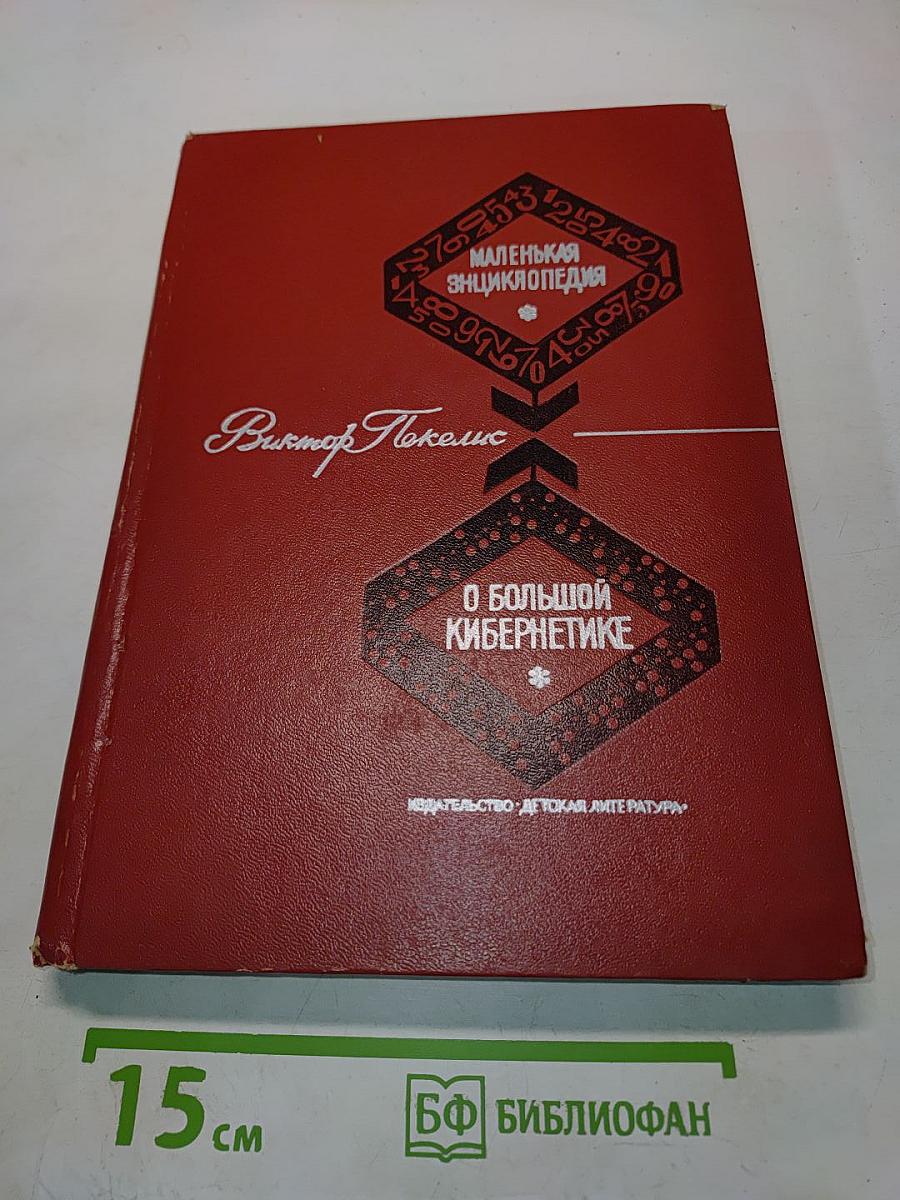 МАЛЕНЬКАЯ
ЭНЦИКЛОПЕДИЯ
Виктор Пекелис
О БОЛЬШОЙ
КИБЕРНЕТИКЕ
ИЗДАТЕЛЬСТВО "ДЕТСКАЯ ЛИТЕРАТУРА"
15 см
БФ БИБЛИОФАН